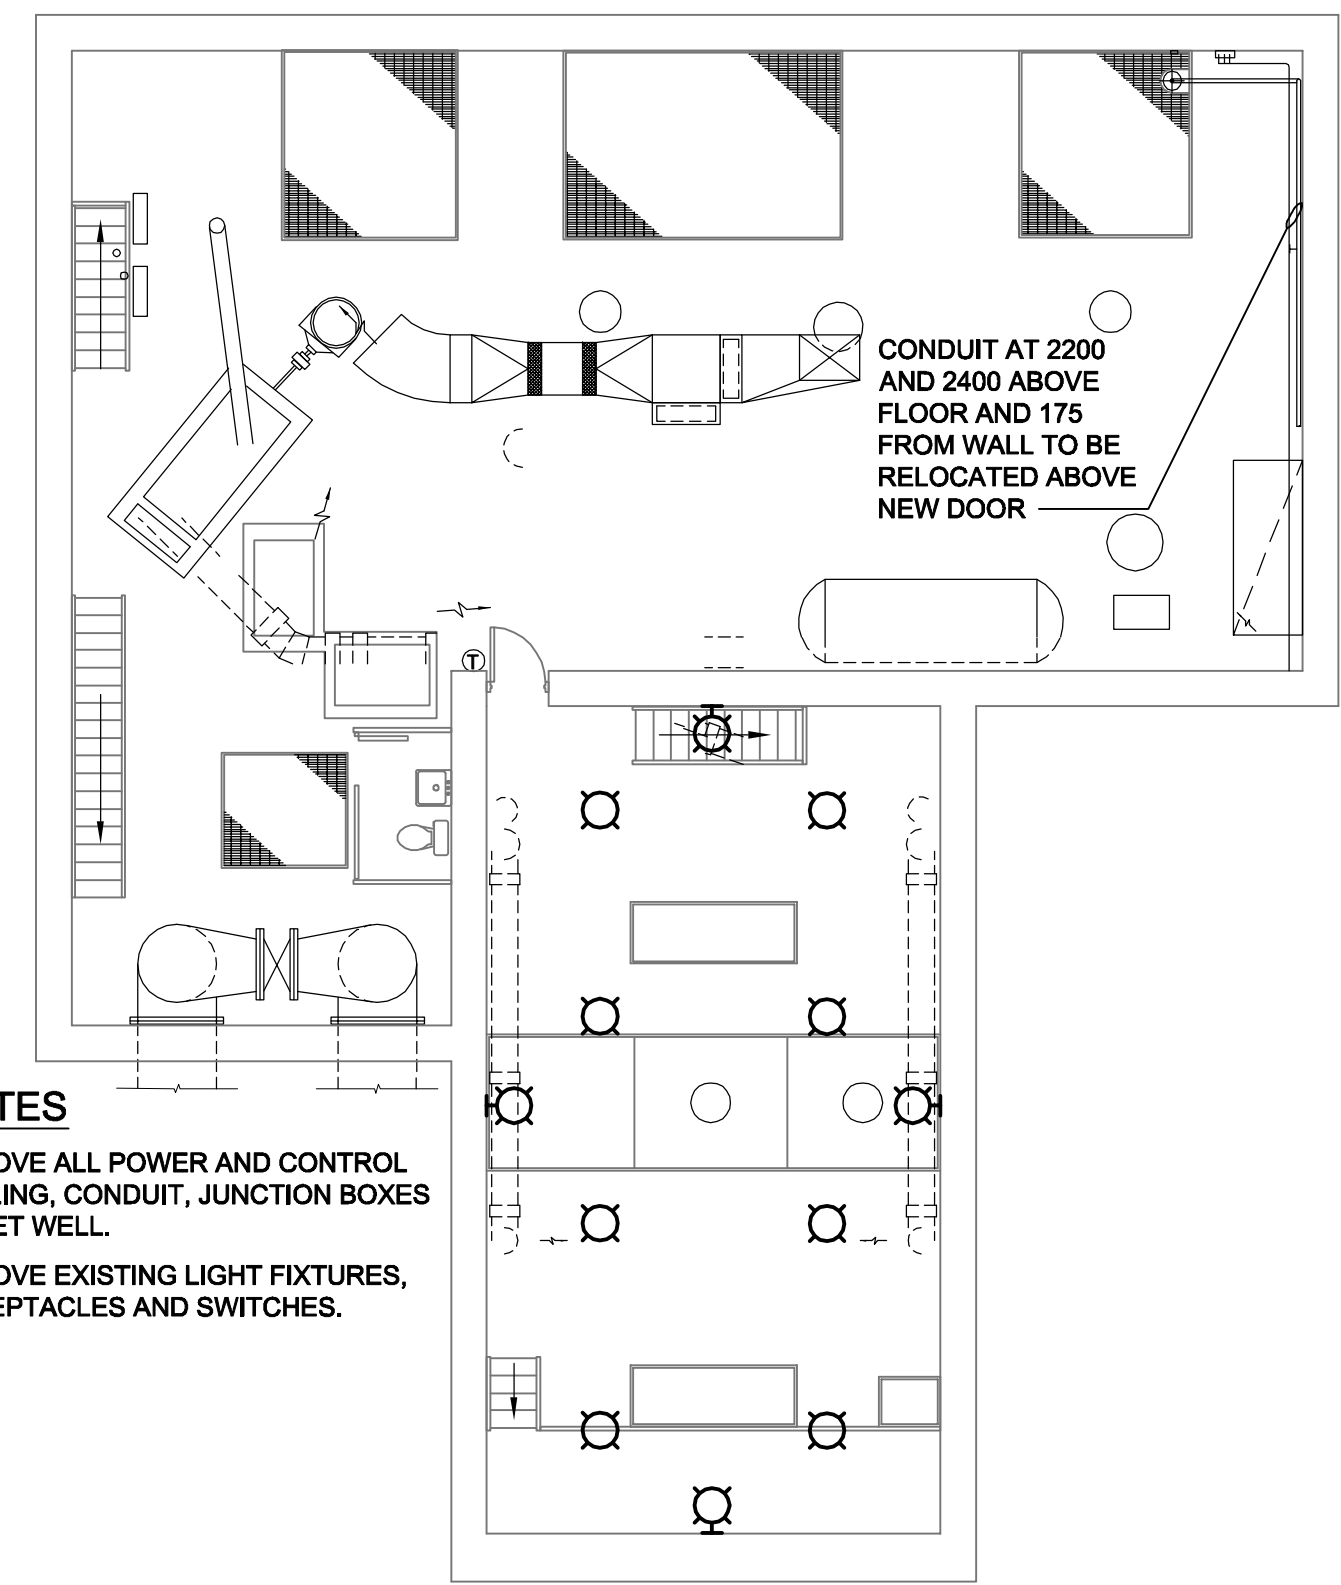 CONDUIT AT 2200
AND 2400 ABOVE
FLOOR AND 175
FROM WALL TO BE
RELOCATED ABOVE
NEW DOOR
T
TES
OVE ALL POWER AND CONTROL
LING, CONDUIT, JUNCTION BOXES
ET WELL.
OVE EXISTING LIGHT FIXTURES,
EPTACLES AND SWITCHES.